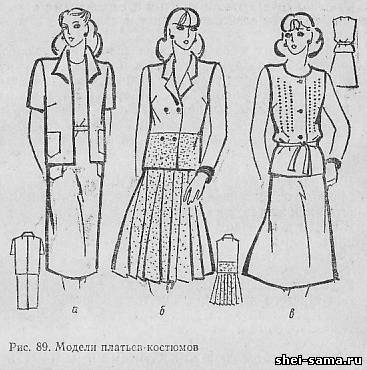 а б в
Рис. 89. Модели платьев-костюмов
shei-sama.ru